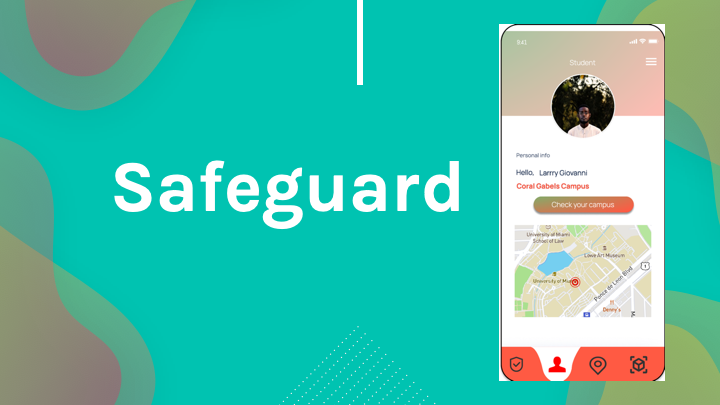 Safeguard
9:41
Student
Personal info
Hello, Larrry Giovanni
Coral Gabels Campus
Check your campus
University of Miami
School of Law
Lowe Art Museum
1
University of Mia
Ponce de Leon Blvd
Denny's